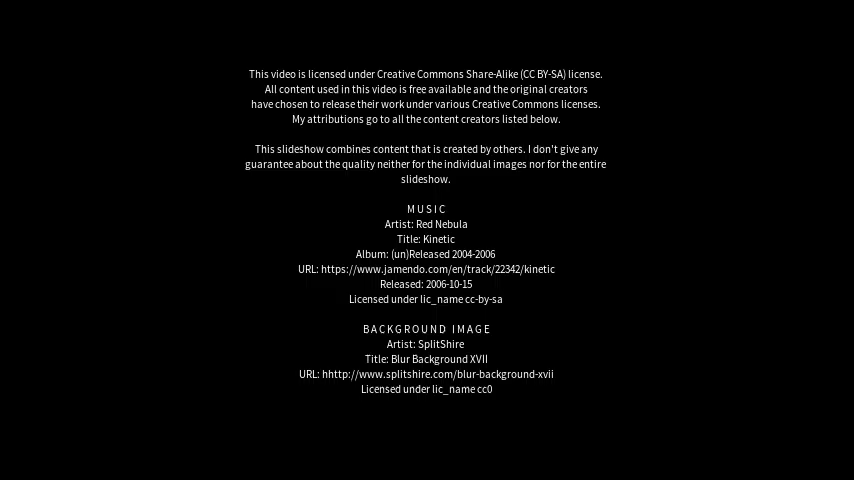 This video is licensed under Creative Commons Share-Alike (CC BY-SA) license.
All content used in this video is free available and the original creators
have chosen to release their work under various Creative Commons licenses.
My attributions go to all the content creators listed below.
This slideshow combines content that is created by others. I don't give any
guarantee about the quality neither for the individual images nor for the entire
slideshow.
MUSIC
Artist: Red Nebula
Title: Kinetic
Album: (un)Released 2004-2006
URL: https://www.jamendo.com/en/track/22342/kinetic
Released: 2006-10-15
Licensed under lic_name cc-by-sa
BACKGROUND IMAGE
Artist: SplitShire
Title: Blur Background XVII
URL: hhttp://www.splitshire.com/blur-background-xvii
Licensed under lic_name cc0